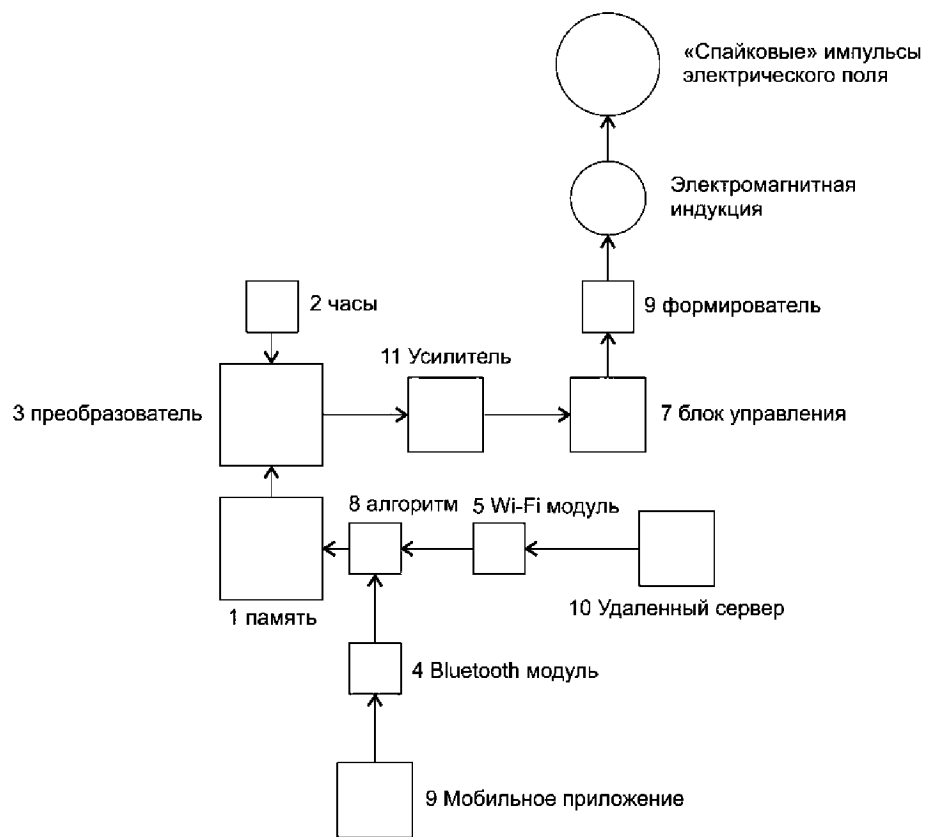 «Спайковые» импульсы
электрического поля
Электромагнитная
индукция
2 часы
9 формирователь
11 Усилитель
3 преобразователь
7 блок управления
8 алгоритм
5 Wi-Fi модуль
1 память
10 Удаленный сервер
4 Bluetooth модуль
9 Мобильное приложение